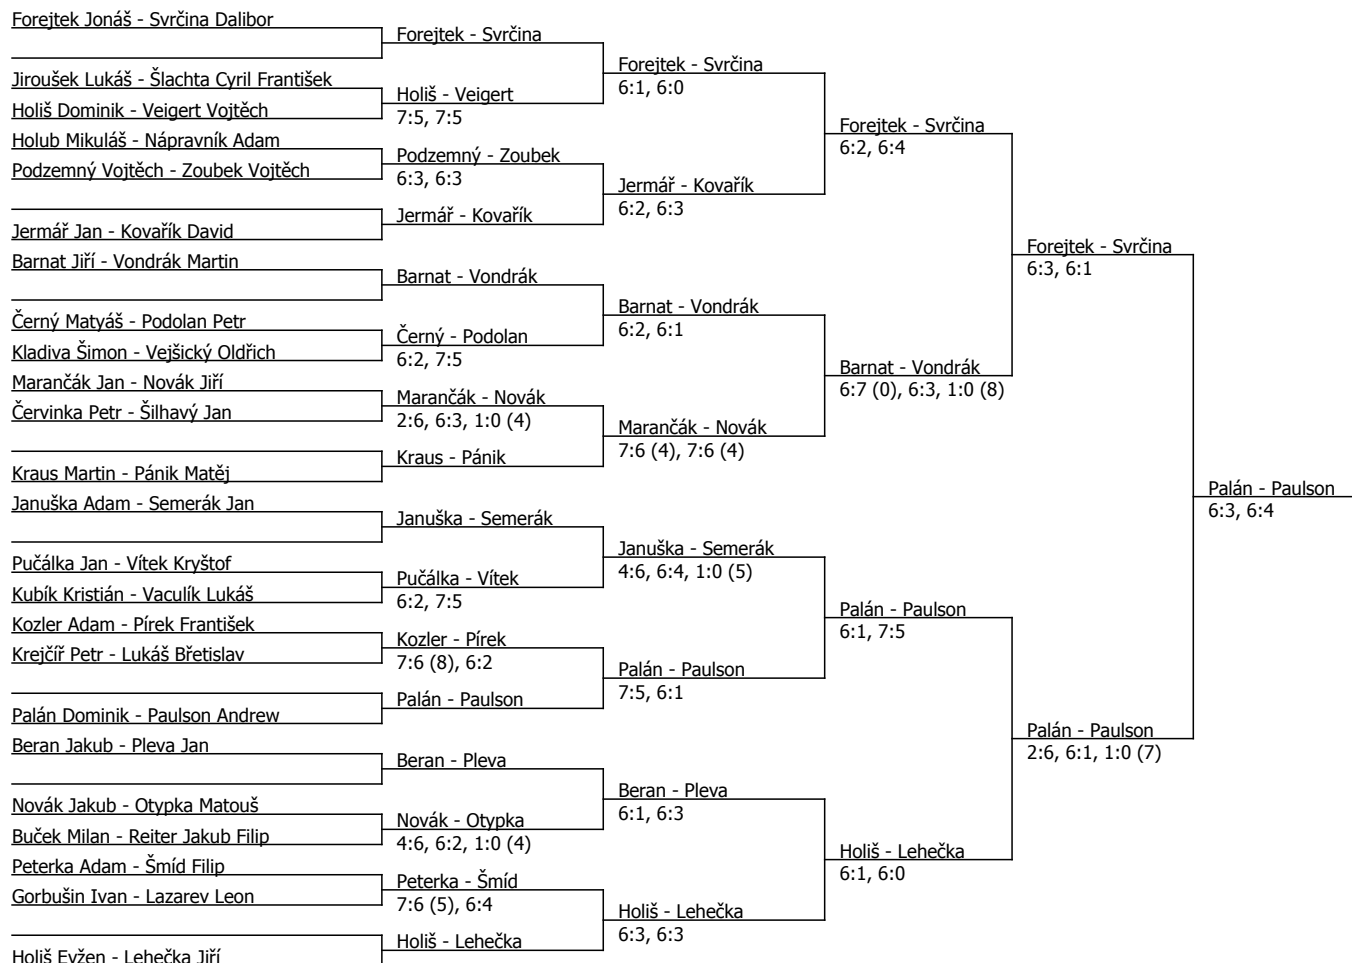 Forejtek Jonáš - Svrčina Dalibor
Jiroušek Lukáš - Šlachta Cyril František
Holiš Dominik - Veigert Vojtěch
Holub Mikuláš - Nápravník Adam
Podzemný Vojtěch - Zoubek Vojtěch
Jermář Jan - Kovařík David
Barnat Jiří - Vondrák Martin
Černý Matyáš - Podolan Petr
Kladiva Šimon - Vejšický Oldřich
Marančák Jan - Novák Jiří
Červinka Petr - Šilhavý Jan
Kraus Martin - Pánik Matěj
Januška Adam - Semerák Jan
Pučálka Jan - Vítek Kryštof
Kubík Kristián - Vaculík Lukáš
Kozler Adam - Pírek František
Krejčíř Petr - Lukáš Břetislav
Palán Dominik - Paulson Andrew
Beran Jakub - Pleva Jan
Novák Jakub - Otypka Matouš
Buček Milan - Reiter Jakub Filip
Peterka Adam - Šmíd Filip
Gorbušin Ivan - Lazarev Leon
Holiš Evžen - Lehečka Jiří
Forejtek - Svrčina
Holiš - Veigert
7:5, 7:5
Podzemný - Zoubek
6:3, 6:3
Jermář - Kovařík
Barnat - Vondrák
Černý - Podolan
6:2, 7:5
Marančák - Novák
2:6, 6:3, 1:0 (4)
Kraus - Pánik
Januška - Semerák
Pučálka - Vítek
6:2, 7:5
Kozler - Pírek
7:6 (8), 6:2
Palán - Paulson
Beran - Pleva
Novák - Otypka
4:6, 6:2, 1:0 (4)
Peterka - Šmíd
7:6 (5), 6:4
Holiš - Lehečka
Forejtek - Svrčina
6:1, 6:0
Jermář - Kovařík
6:2, 6:3
Barnat - Vondrák
6:2, 6:1
Marančák - Novák
7:6 (4), 7:6 (4)
Januška - Semerák
4:6, 6:4, 1:0 (5)
Palán - Paulson
7:5, 6:1
Beran - Pleva
6:1, 6:3
Holiš - Lehečka
6:3, 6:3
Forejtek - Svrčina
6:2, 6:4
Barnat - Vondrák
6:7 (0), 6:3, 1:0 (8)
Palán - Paulson
6:1, 7:5
Holiš - Lehečka
6:1, 6:0
Forejtek - Svrčina
6:3, 6:1
Palán - Paulson
2:6, 6:1, 1:0 (7)
Palán - Paulson
6:3, 6:4